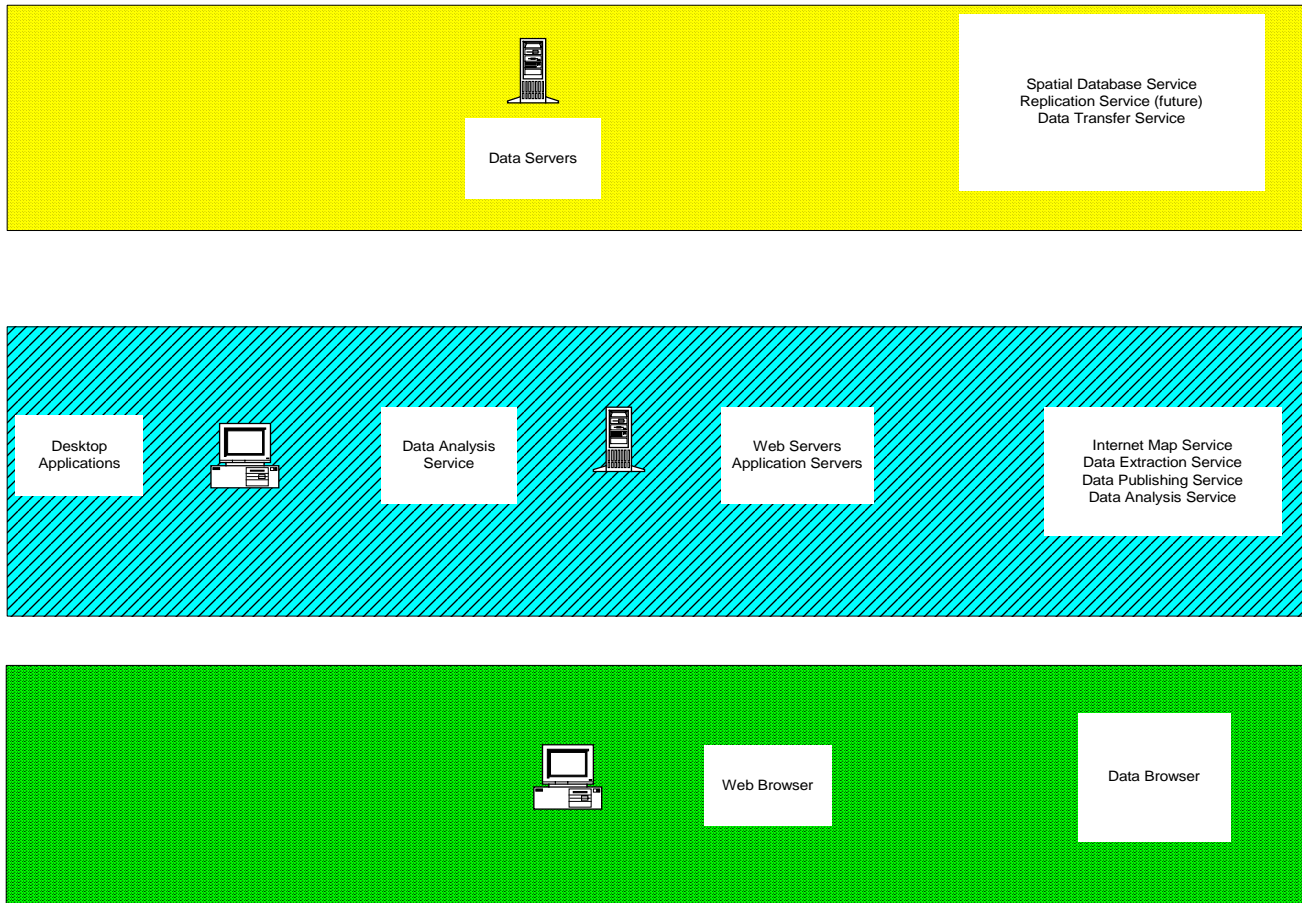 Spatial Database Service
Replication Service (future)
Data Transfer Service
Data Servers
Desktop
Applications
Data Analysis
Service
Web Servers
Application Servers
Internet Map Service
Data Extraction Service
Data Publishing Service
Data Analysis Service
Web Browser
Data Browser